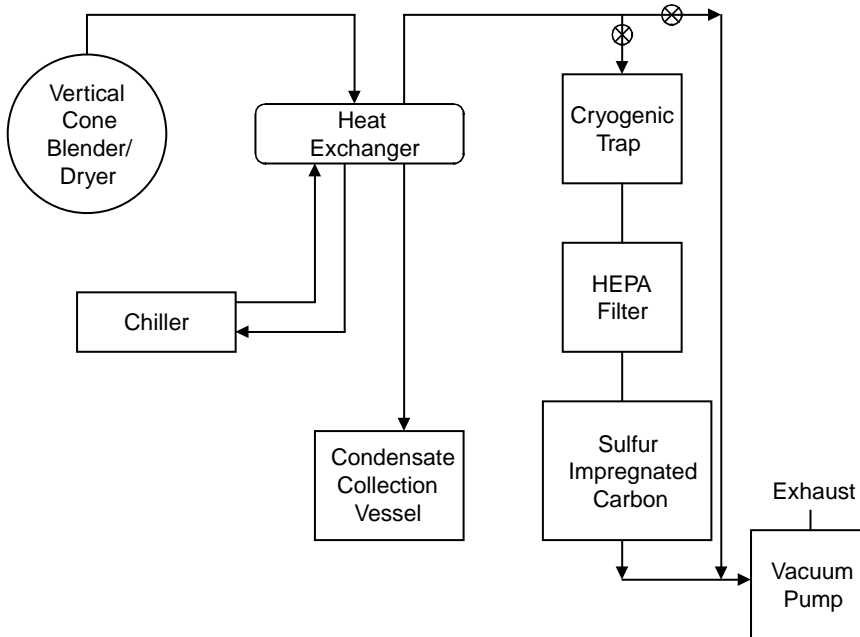 Vertical
Cone
Blender/
Dryer
Heat
Exchanger
Cryogenic
Trap
HEPA
Filter
Chiller
Condensate
Collection
Vessel
Sulfur
Impregnated
Carbon
Exhaust
Vacuum
Pump